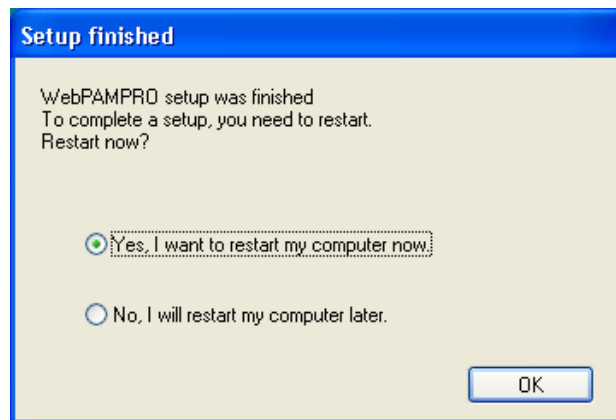 Setup finished
WebPAMPRO setup was finished
To complete a setup, you need to restart.
Restart now?
Yes, I want to restart my computer now.
No, I will restart my computer later.
OK